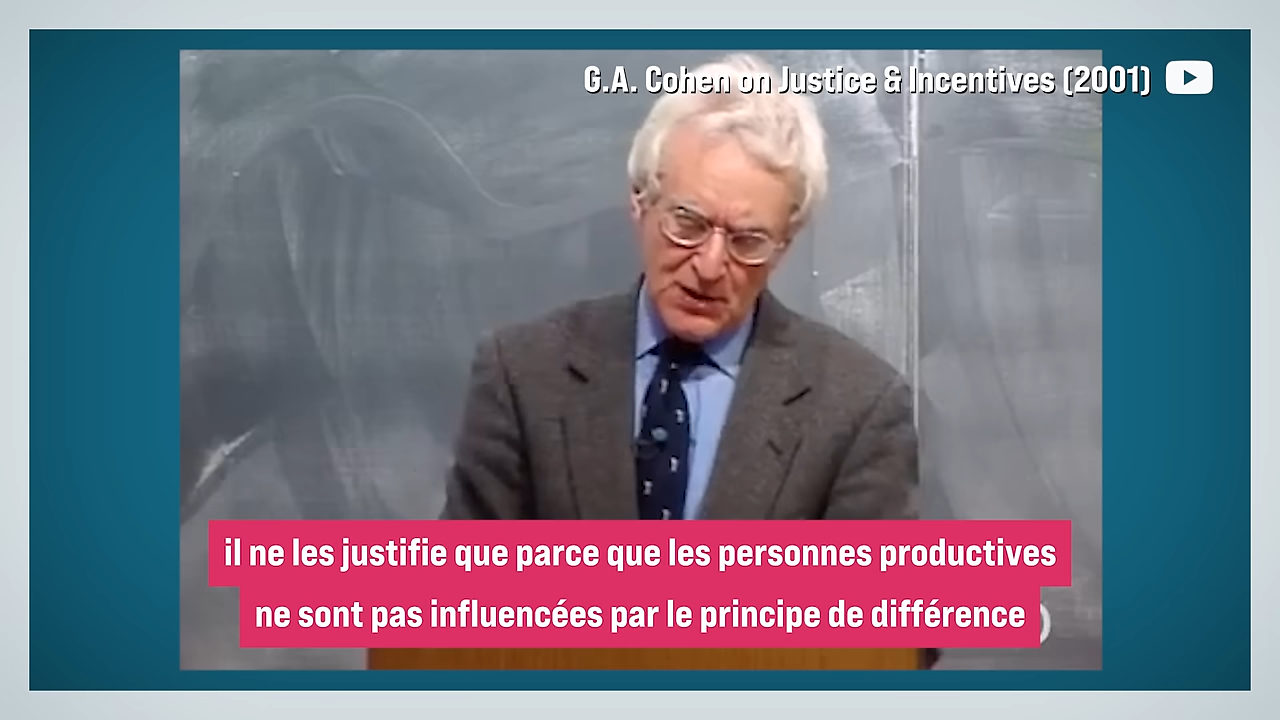 G.A. Cohen on Justice & Incentives (2001)
il ne les justifie que parce que les personnes productives
ne sont pas influencées par le principe de différence